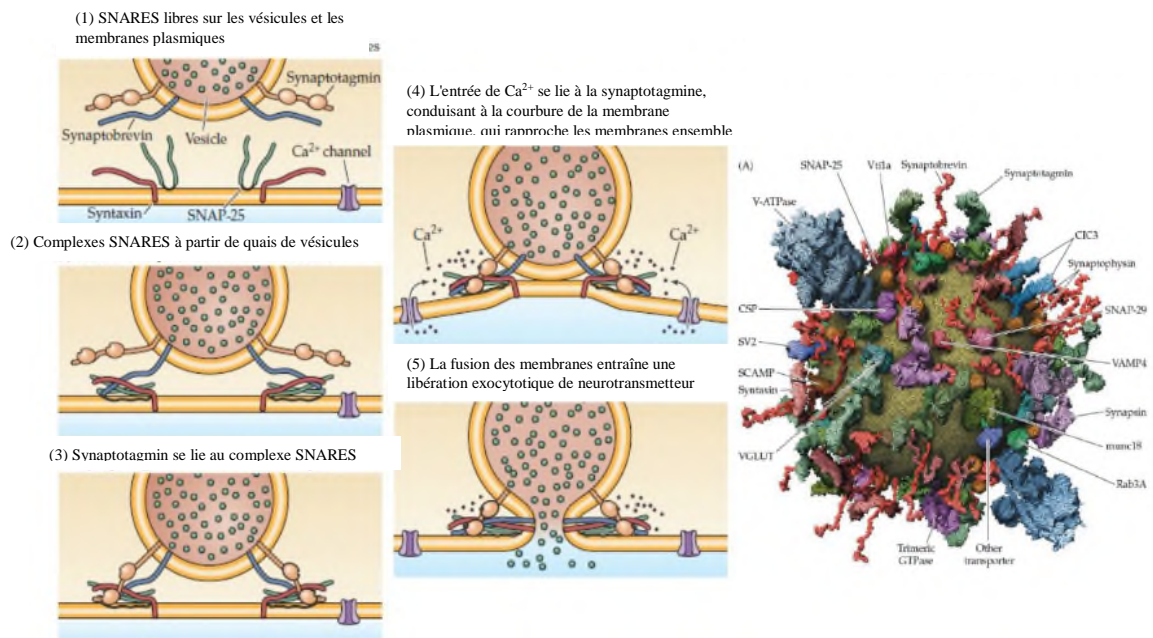 (1) SNARES libres sur les vésicules et les
membranes plasmiques
Synaptotagmin
Synaptobrevin
Vesicle
Ca2+ channel
Syntaxin
SNAP-25
(2) Complexes SNARES à partir de quais de vésicules
(3) Synaptotagmin se lie au complexe SNARES
(4) L'entrée de Ca2+ se lie à la synaptotagmine,
conduisant à la courbure de la membrane
plasmique, qui rapproche les membranes ensemble
Ca2+
Ca2+
(5) La fusion des membranes entraîne une
libération exocytotique de neurotransmetteur
(A)
SNAP-25
Vti1a
Synaptobrevin
Synaptotagmin
V-ATPase
CIC3
Synaptophysin
CSP
SNAP-29
SV2
VAMP4
SCAMP
Syntaxin
Synapsin
munc18
VGLUT
Rab3A
Trimeric
GTPase
Other
transporter